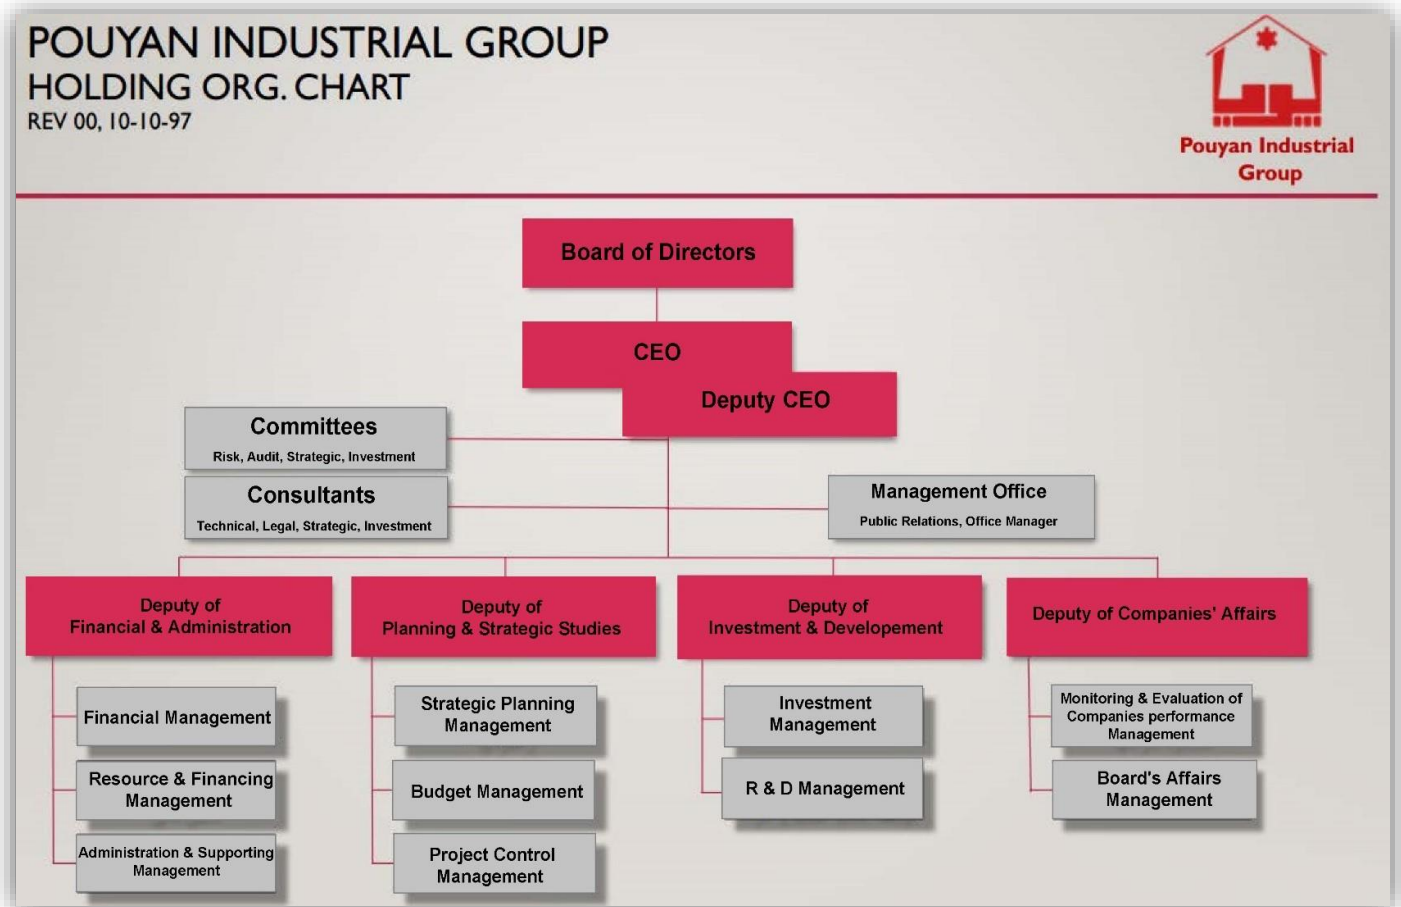 POUYAN INDUSTRIAL GROUP
HOLDING ORG. CHART
REV 00, 10-10-97
Pouyan Industrial
Group
Board of Directors
CEO
Deputy CEO
Committees
Risk, Audit, Strategic, Investment
Consultants
Technical, Legal, Strategic, Investment
Management Office
Public Relations, Office Manager
Deputy of
Financial & Administration
Deputy of
Planning & Strategic Studies
Deputy of
Investment & Developement
Deputy of Companies' Affairs
Financial Management
Resource & Financing
Management
Administration & Supporting
Management
Strategic Planning
Management
Budget Management
Project Control
Management
Investment
Management
R & D Management
Monitoring & Evaluation of
Companies performance
Management
Board's Affairs
Management